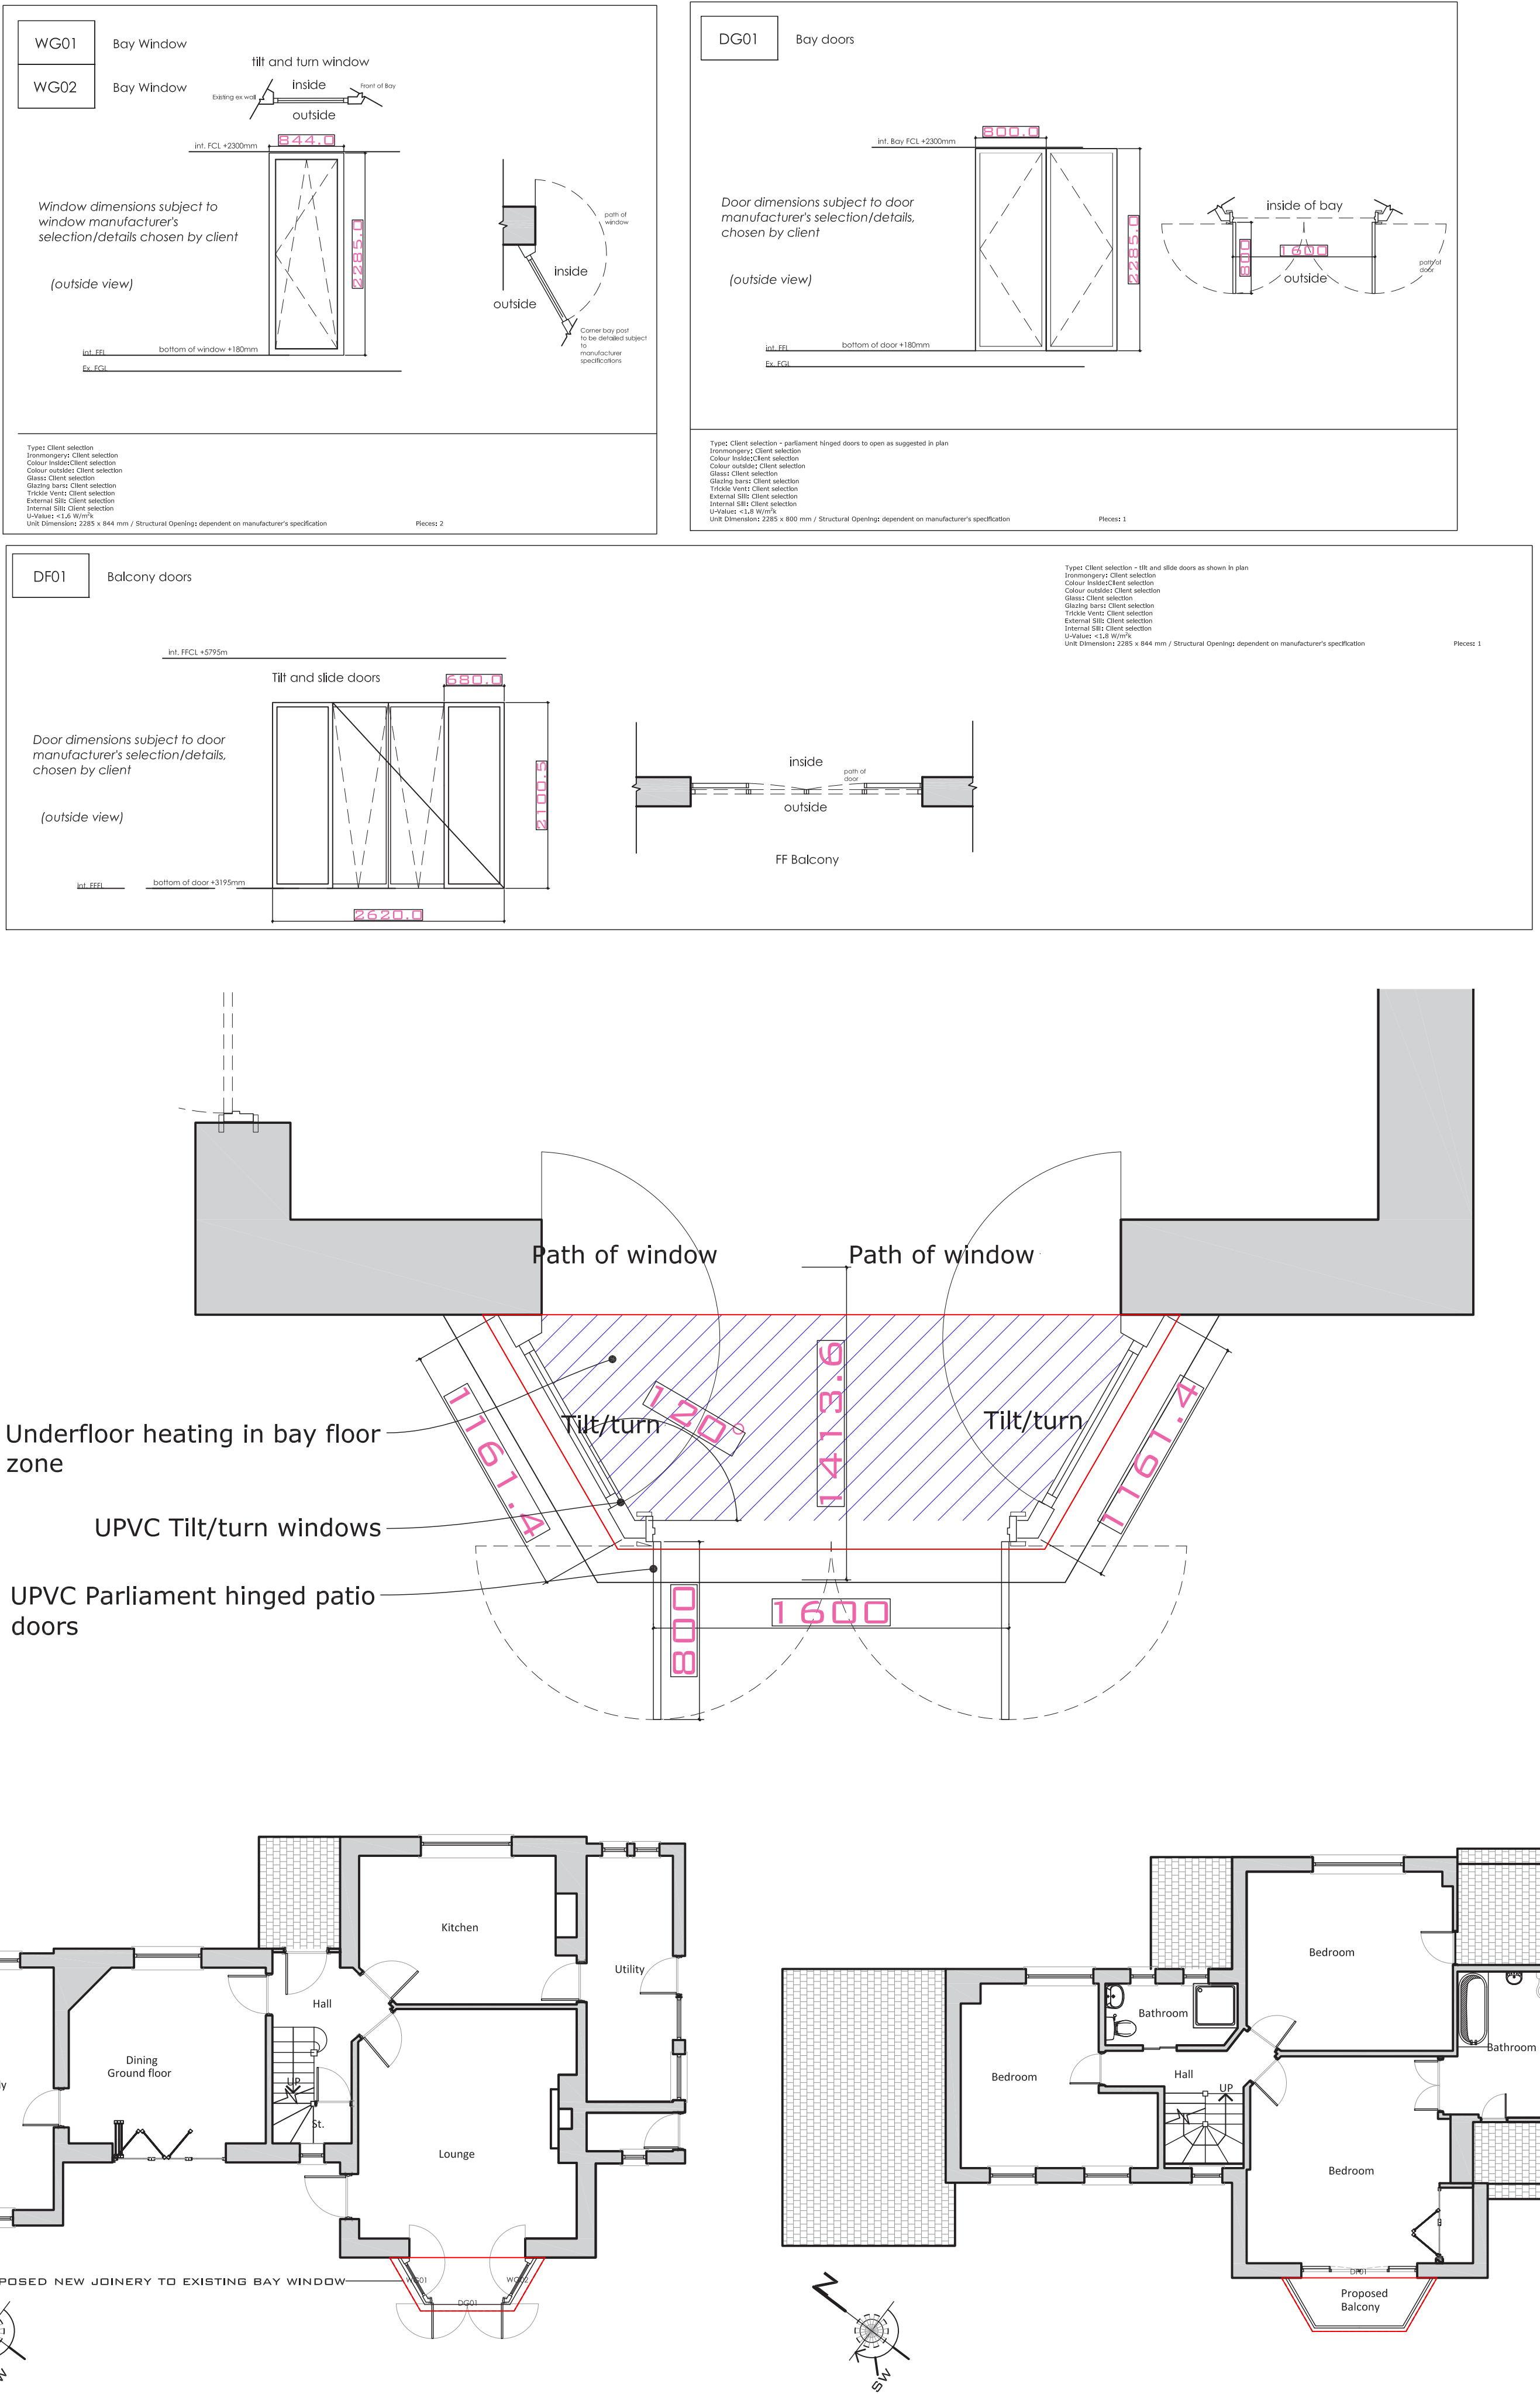 WG01
Bay Window
WG02
Bay Window
tilt and turn window
inside
Existing ex wall
Front of Bay
outside
844.0
int. FCL +2300mm
Window dimensions subject to
window manufacturer's
selection/details chosen by client
(outside view)
2285.0
int. FFL
bottom of window +180mm
Ex. FGL
path of
window
inside
outside
Corner bay post
to be detailed subject
to
manufacturer
specifications
Type: Client selection
Ironmongery: Client selection
Colour Inside:Client selection
Colour outside: Client selection
Glass: Client selection
Glazing bars: Client selection
Trickle Vent: Client selection
External Sill: Client selection
Internal Sill: Client selection
U-Value: <1.6 W/m²k
Unit Dimension: 2285 x 844 mm / Structural Opening: dependent on manufacturer's specification
Pieces: 2
DG01
Bay doors
800.0
int. Bay FCL +2300mm
Door dimensions subject to door
manufacturer's selection/details,
chosen by client
(outside view)
2285.0
int. FFL
bottom of door +180mm
Ex. FGL
inside of bay
800
1600
outside
path of
door
Type: Client selection - parliament hinged doors to open as suggested in plan
Ironmongery: Client selection
Colour Inside:Client selection
Colour outside: Client selection
Glass: Client selection
Glazing bars: Client selection
Trickle Vent: Client selection
External Sill: Client selection
Internal Sill: Client selection
U-Value: <1.8 W/m²k
Unit Dimension: 2285 x 800 mm / Structural Opening: dependent on manufacturer's specification
Pieces: 1
DF01
Balcony doors
Type: Client selection - tilt and slide doors as shown in plan
Ironmongery: Client selection
Colour Inside:Client selection
Colour outside: Client selection
Glass: Client selection
Glazing bars: Client selection
Trickle Vent: Client selection
External Sill: Client selection
Internal Sill: Client selection
U-Value: <1.8 W/m²k
Unit Dimension: 2285 x 844 mm / Structural Opening: dependent on manufacturer's specification
Pieces: 1
Int. FFCL +5795m
Tilt and slide doors
680.0
Door dimensions subject to door
manufacturer's selection/details,
chosen by client
(outside view)
2100.5
int. FFFL
bottom of door +3195mm
2620.0
inside
path of
door
outside
FF Balcony
Path of window
Path of window
1161.4
120°
1413.6
1161.4
Tilt/turn
Tilt/turn
Underfloor heating in bay floor
zone
UPVC Tilt/turn windows
UPVC Parliament hinged patio
doors
800
1600
Kitchen
Utility
Hall
Dining
Ground floor
UP
St.
Lounge
POSED NEW JOINERY TO EXISTING BAY WINDOW
WG01
WG02
DG01
Bedroom
Bathroom
Bathroom
Bedroom
Hall
UP
Bedroom
DF01
Proposed
Balcony
N
SW